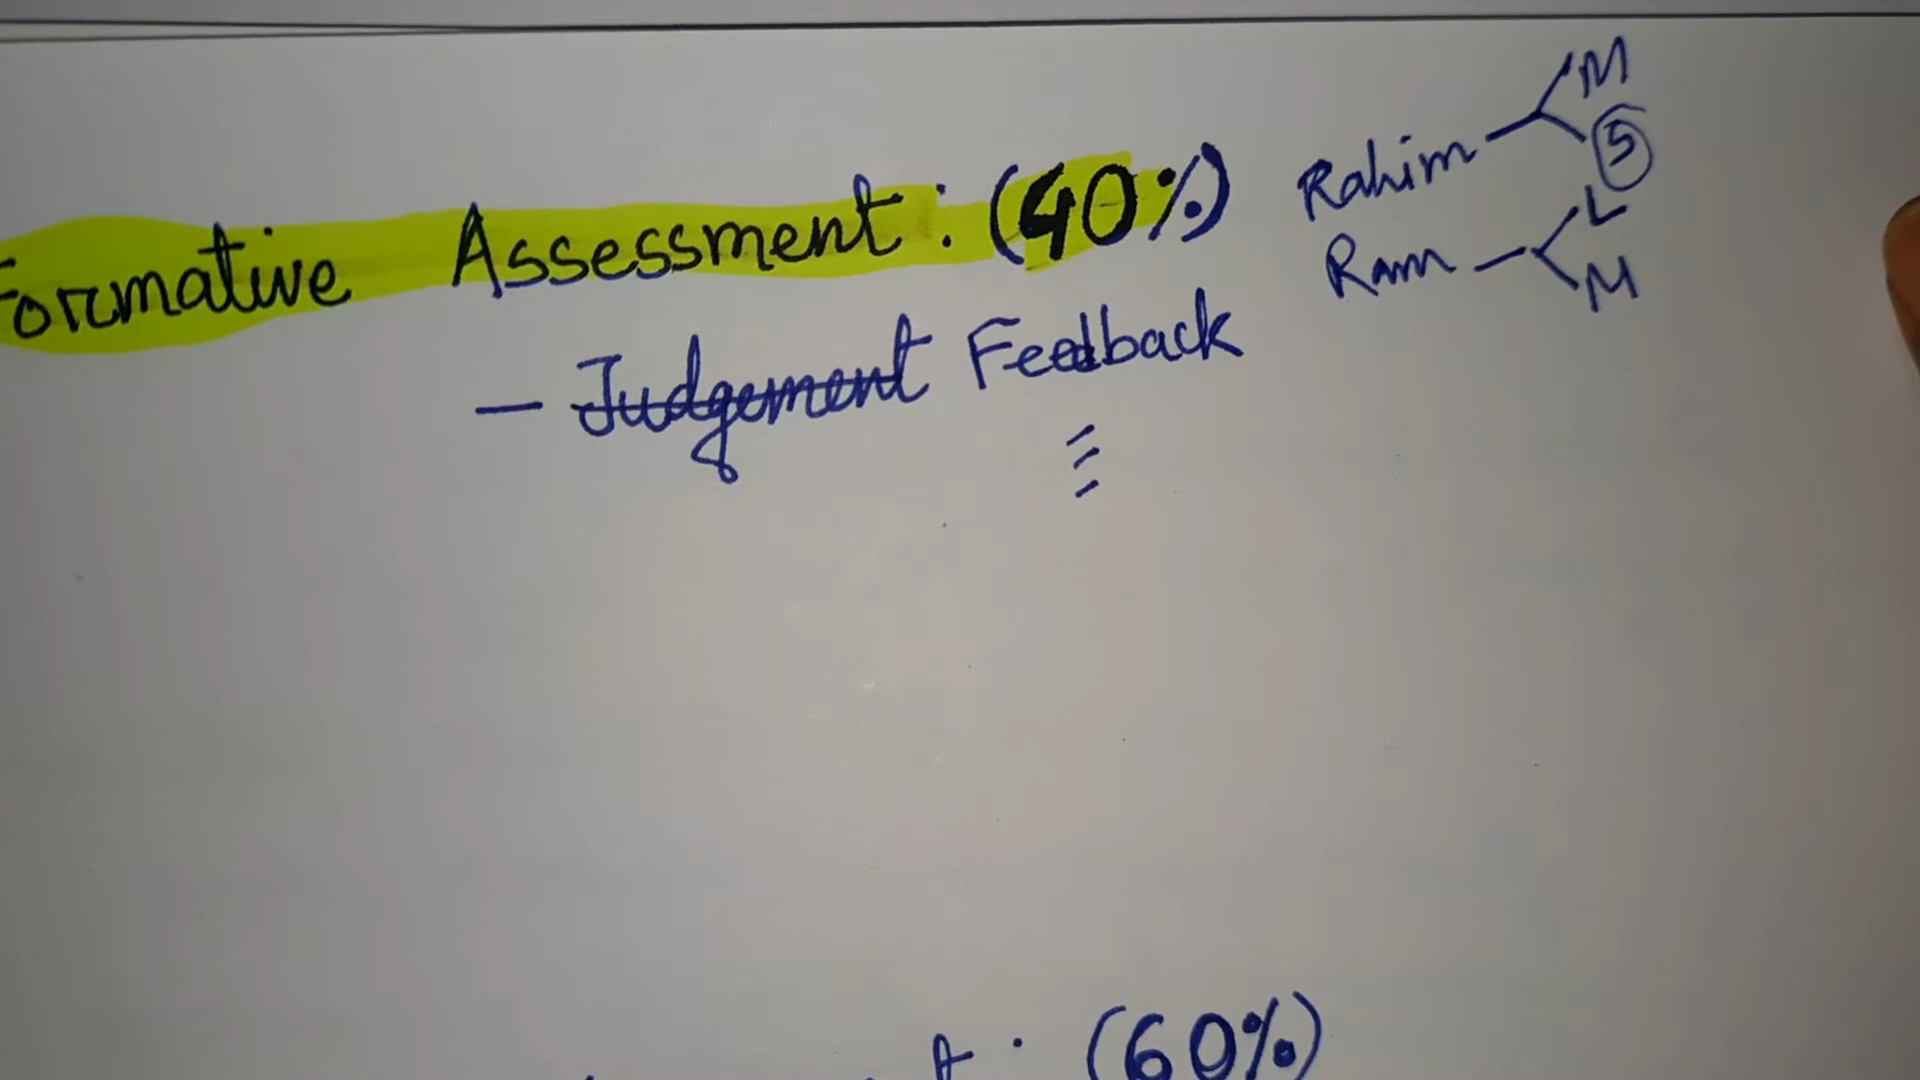 Formative Assessment: (40%)
- Judgement Feedback
Rahim
M
5
Ram
L
M
(60%)